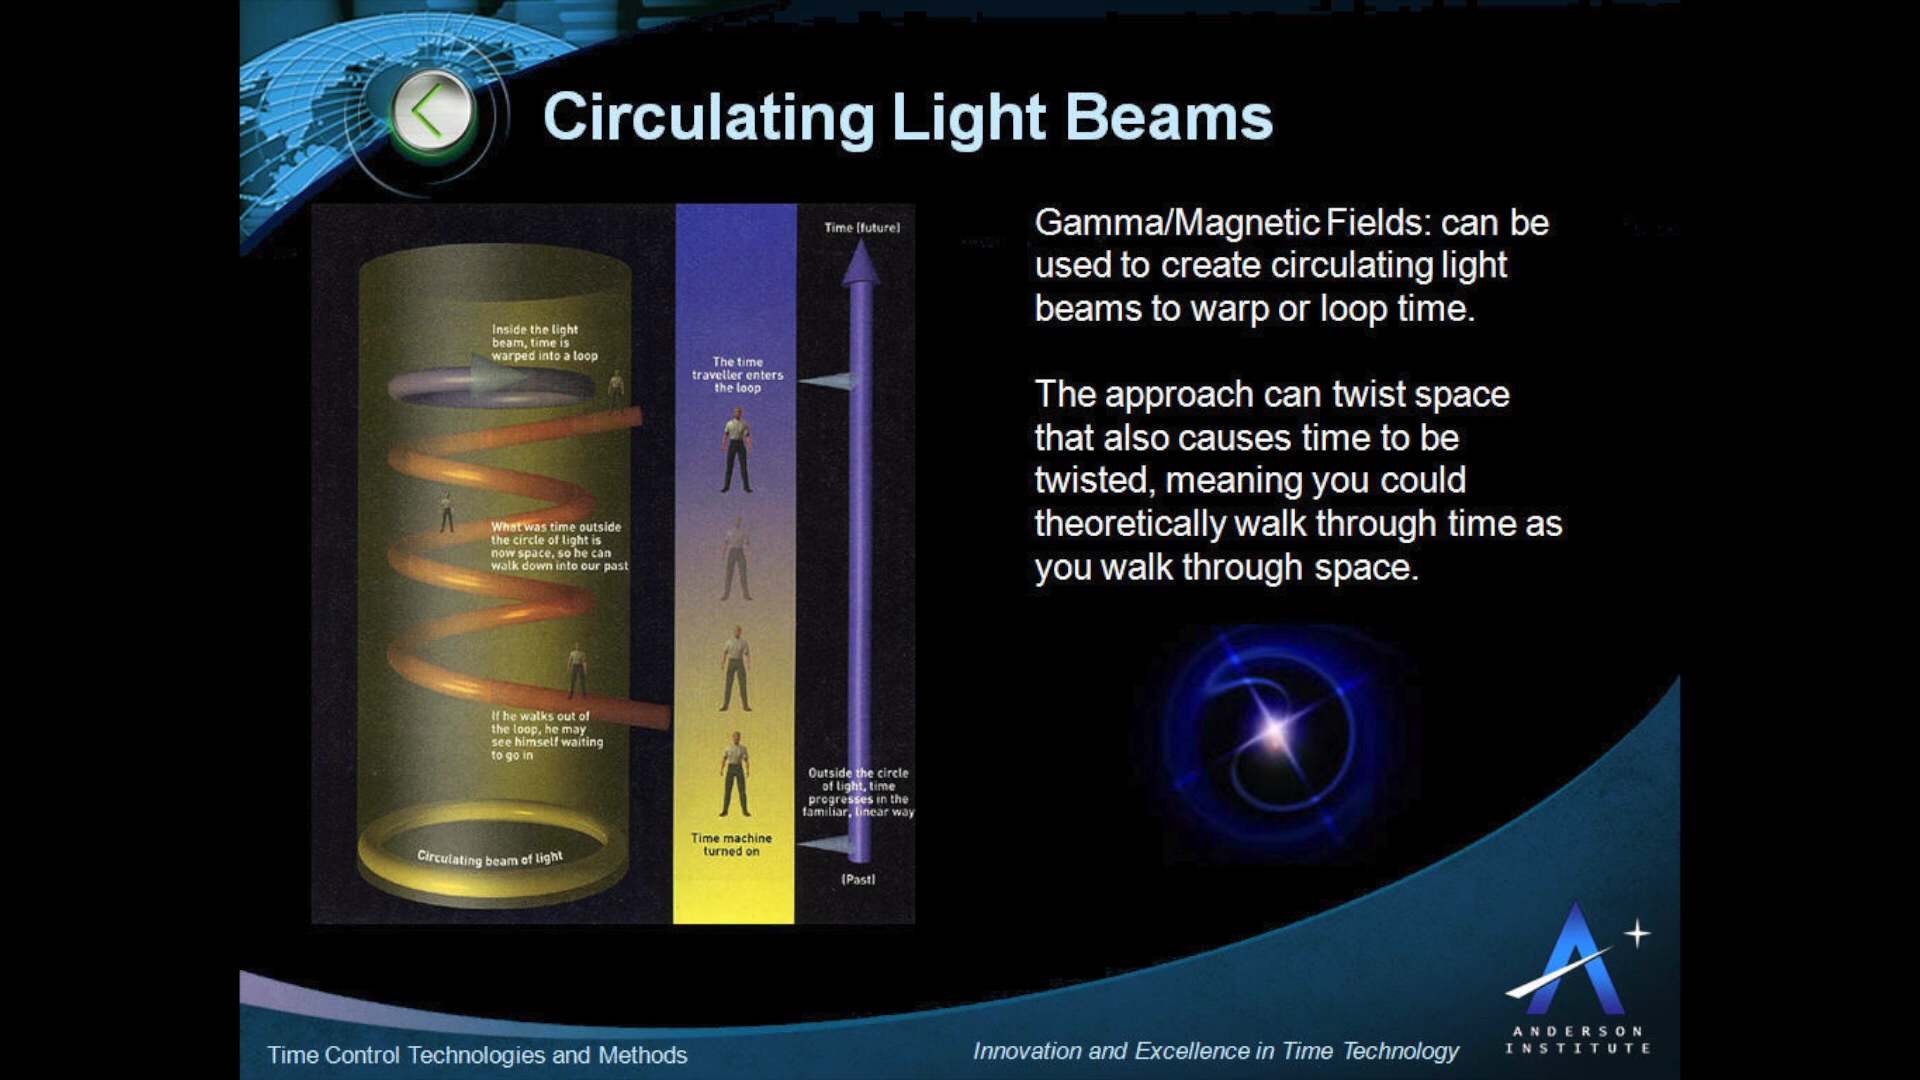 Circulating Light Beams
Time (future)
Inside the light
beam, time is
warped into a loop
The time
traveller enters
the loop
What was time outside
the circle of light is
now space, so he can
walk down into our past
If he walks out of
the loop, he may
see himself waiting
to go in
Outside the circle
of light, time
progresses in the
familiar, linear way
Time machine
turned on
Circulating beam of light
(Past)
Gamma/Magnetic Fields: can be
used to create circulating light
beams to warp or loop time.
The approach can twist space
that also causes time to be
twisted, meaning you could
theoretically walk through time as
you walk through space.
Time Control Technologies and Methods
Innovation and Excellence in Time Technology
ANDERSON
INSTITUTE